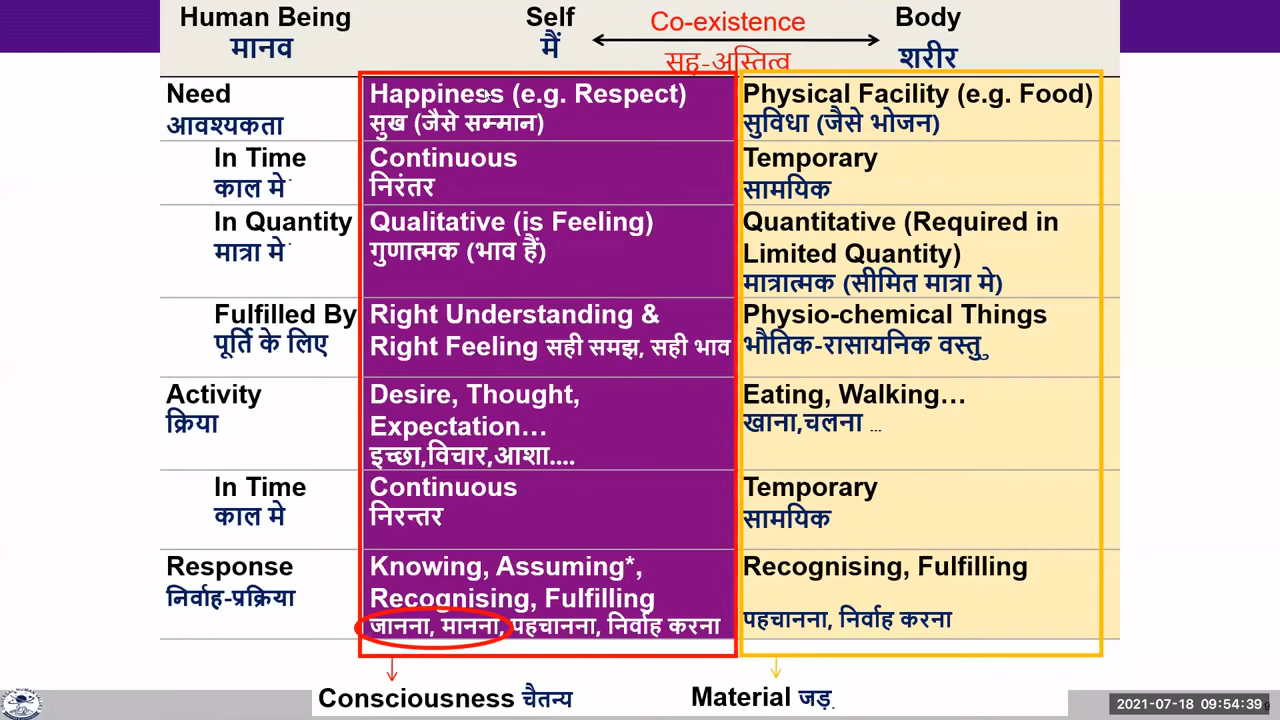 Human Being Self Co-existence Body
मानव मैं सह-अस्तित्व शरीर
Need Happiness (e.g. Respect) Physical Facility (e.g. Food)
आवश्यकता सुख (जैसे सम्मान) सुविधा (जैसे भोजन)
In Time Continuous Temporary
काल मे निरंतर सामयिक
In Quantity Qualitative (is Feeling) Quantitative (Required in
मात्रा मे गुणात्मक (भाव हैं) Limited Quantity)
मात्रात्मक (सीमित मात्रा मे)
Fulfilled By Right Understanding & Physio-chemical Things
पूर्ति के लिए Right Feeling सही समझ, सही भाव भौतिक-रासायनिक वस्तु
Activity Desire, Thought, Eating, Walking…
क्रिया Expectation… खाना,चलना ...
इच्छा,विचार,आशा....
In Time Continuous Temporary
काल मे निरन्तर सामयिक
Response Knowing, Assuming*, Recognising, Fulfilling
निर्वाह-प्रक्रिया Recognising, Fulfilling
जानना, मानना, पहचानना, निर्वाह करना पहचानना, निर्वाह करना
Consciousness चैतन्य Material जड़
2021-07-18 09:54:39